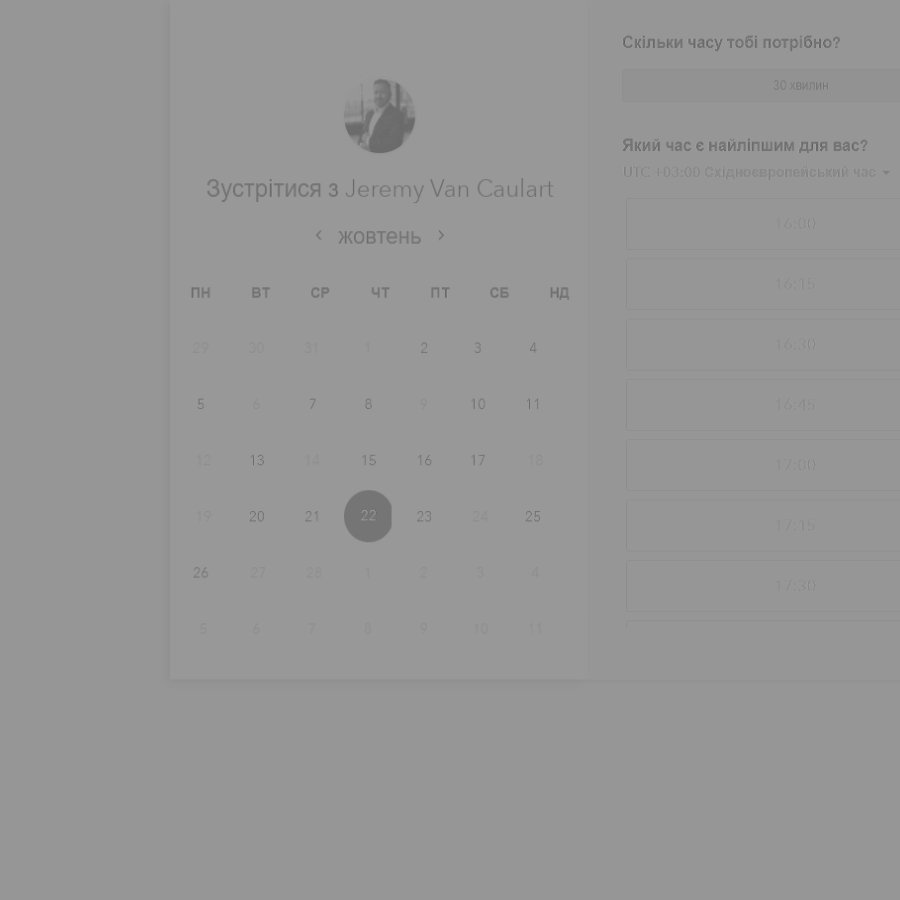 Зустрітися з Jeremy Van Caulart
жовтень
ПН ВТ СР ЧТ ПТ СБ НД
29 30 31 1 2 3 4
5 6 7 8 9 10 11
12 13 14 15 16 17 18
19 20 21 22 23 24 25
26 27 28 1 2 3 4
5 6 7 8 9 10 11
Скільки часу тобі потрібно?
30 хвилин
Який час є найліпшим для вас?
UTC +03:00 Східноєвропейський час
16:00
16:15
16:30
16:45
17:00
17:15
17:30